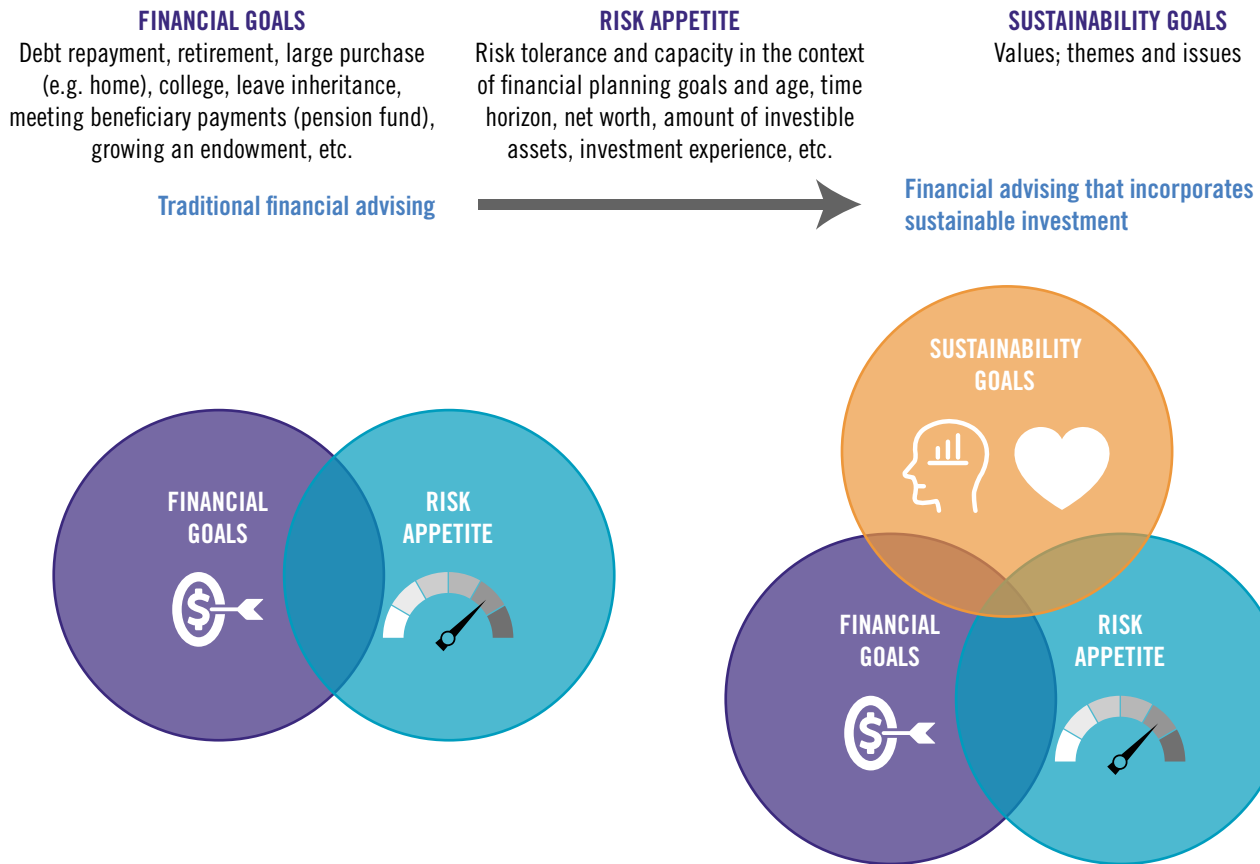 FINANCIAL GOALS
Debt repayment, retirement, large purchase
(e.g. home), college, leave inheritance,
meeting beneficiary payments (pension fund),
growing an endowment, etc.
RISK APPETITE
Risk tolerance and capacity in the context
of financial planning goals and age, time
horizon, net worth, amount of investible
assets, investment experience, etc.
SUSTAINABILITY GOALS
Values; themes and issues
Traditional financial advising
Financial advising that incorporates
sustainable investment
FINANCIAL
GOALS
$
RISK
APPETITE
SUSTAINABILITY
GOALS
FINANCIAL
GOALS
$
RISK
APPETITE